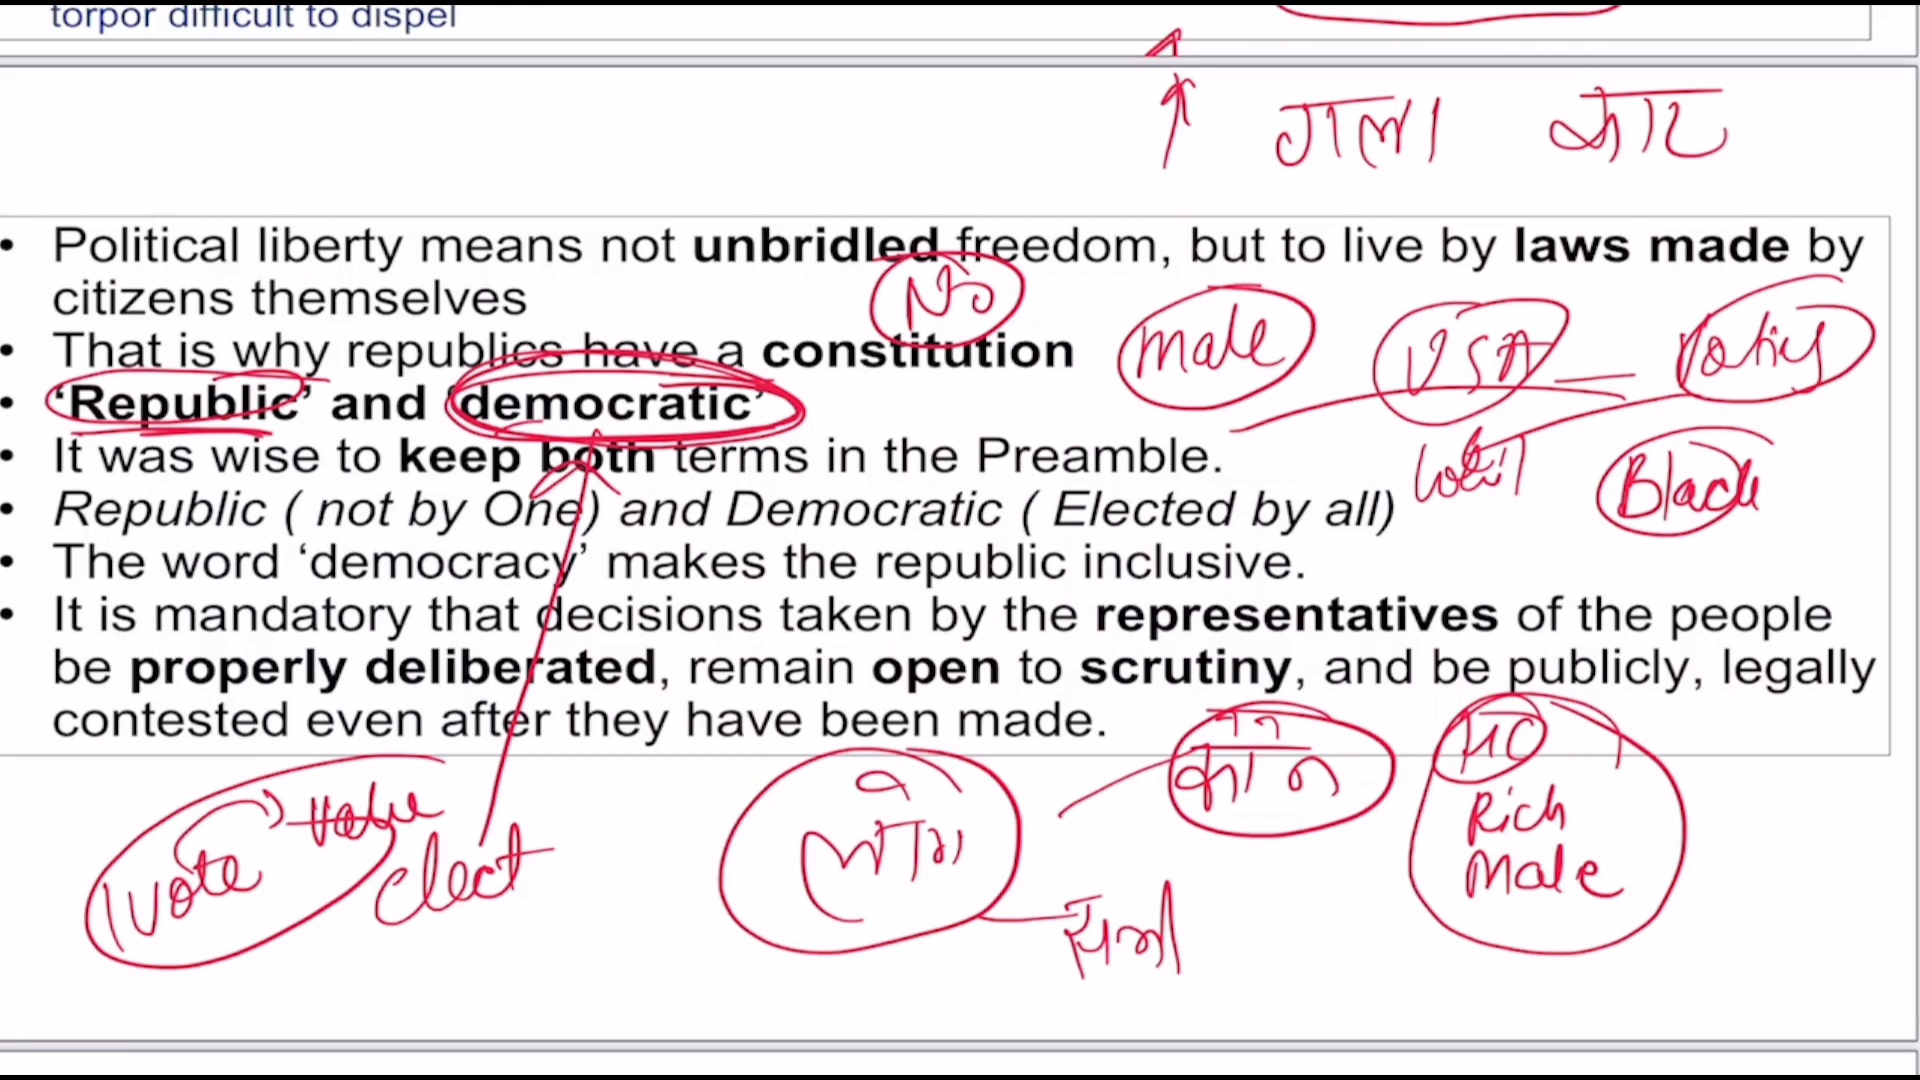 torpor difficult to dispel
गला काट
• Political liberty means not unbridled freedom, but to live by laws made by
citizens themselves
No
Male USA
• That is why republics have a constitution
• ‘Republic’ and ‘democratic’
• It was wise to keep both terms in the Preamble.
Black
• Republic ( not by One) and Democratic ( Elected by all)
• The word ‘democracy’ makes the republic inclusive.
• It is mandatory that decisions taken by the representatives of the people
be properly deliberated, remain open to scrutiny, and be publicly, legally
contested even after they have been made.
कौन
Rich
Male
1 Vote value
elect
लोग
सभी